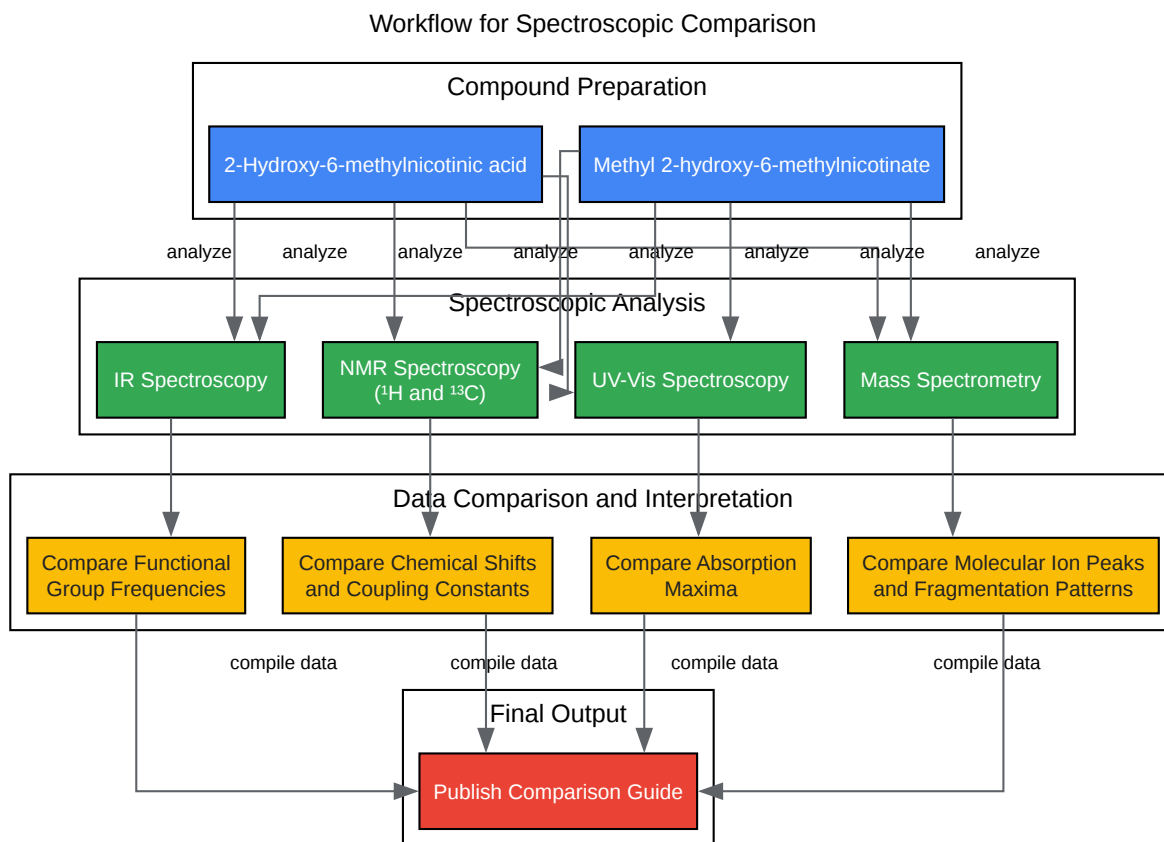 Workflow for Spectroscopic Comparison
Compound Preparation
2-Hydroxy-6-methylnicotinic acid
Methyl 2-hydroxy-6-methylnicotinate
analyze
analyze
analyze
analyze
analyze
analyze
analyze
analyze
Spectroscopic Analysis
IR Spectroscopy
NMR Spectroscopy
(¹H and ¹³C)
UV-Vis Spectroscopy
Mass Spectrometry
Data Comparison and Interpretation
Compare Functional
Group Frequencies
Compare Chemical Shifts
and Coupling Constants
Compare Absorption
Maxima
Compare Molecular Ion Peaks
and Fragmentation Patterns
compile data
compile data
compile data
compile data
Final Output
Publish Comparison Guide